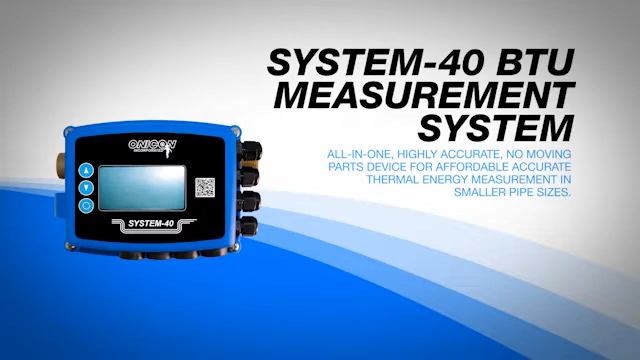 SYSTEM-40 BTU
MEASUREMENT
SYSTEM
ALL-IN-ONE, HIGHLY ACCURATE, NO MOVING
PARTS DEVICE FOR AFFORDABLE ACCURATE
THERMAL ENERGY MEASUREMENT IN
SMALLER PIPE SIZES.
ONICON
INCORPORATED
SYSTEM-40